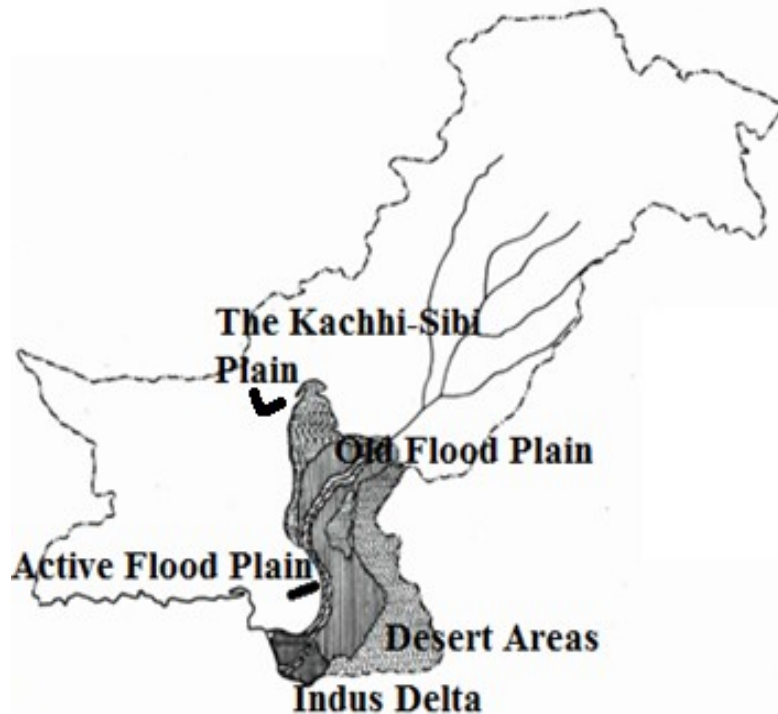 The Kachhi-Sibi
Plain
Old Flood Plain
Active Flood Plain
Desert Areas
Indus Delta